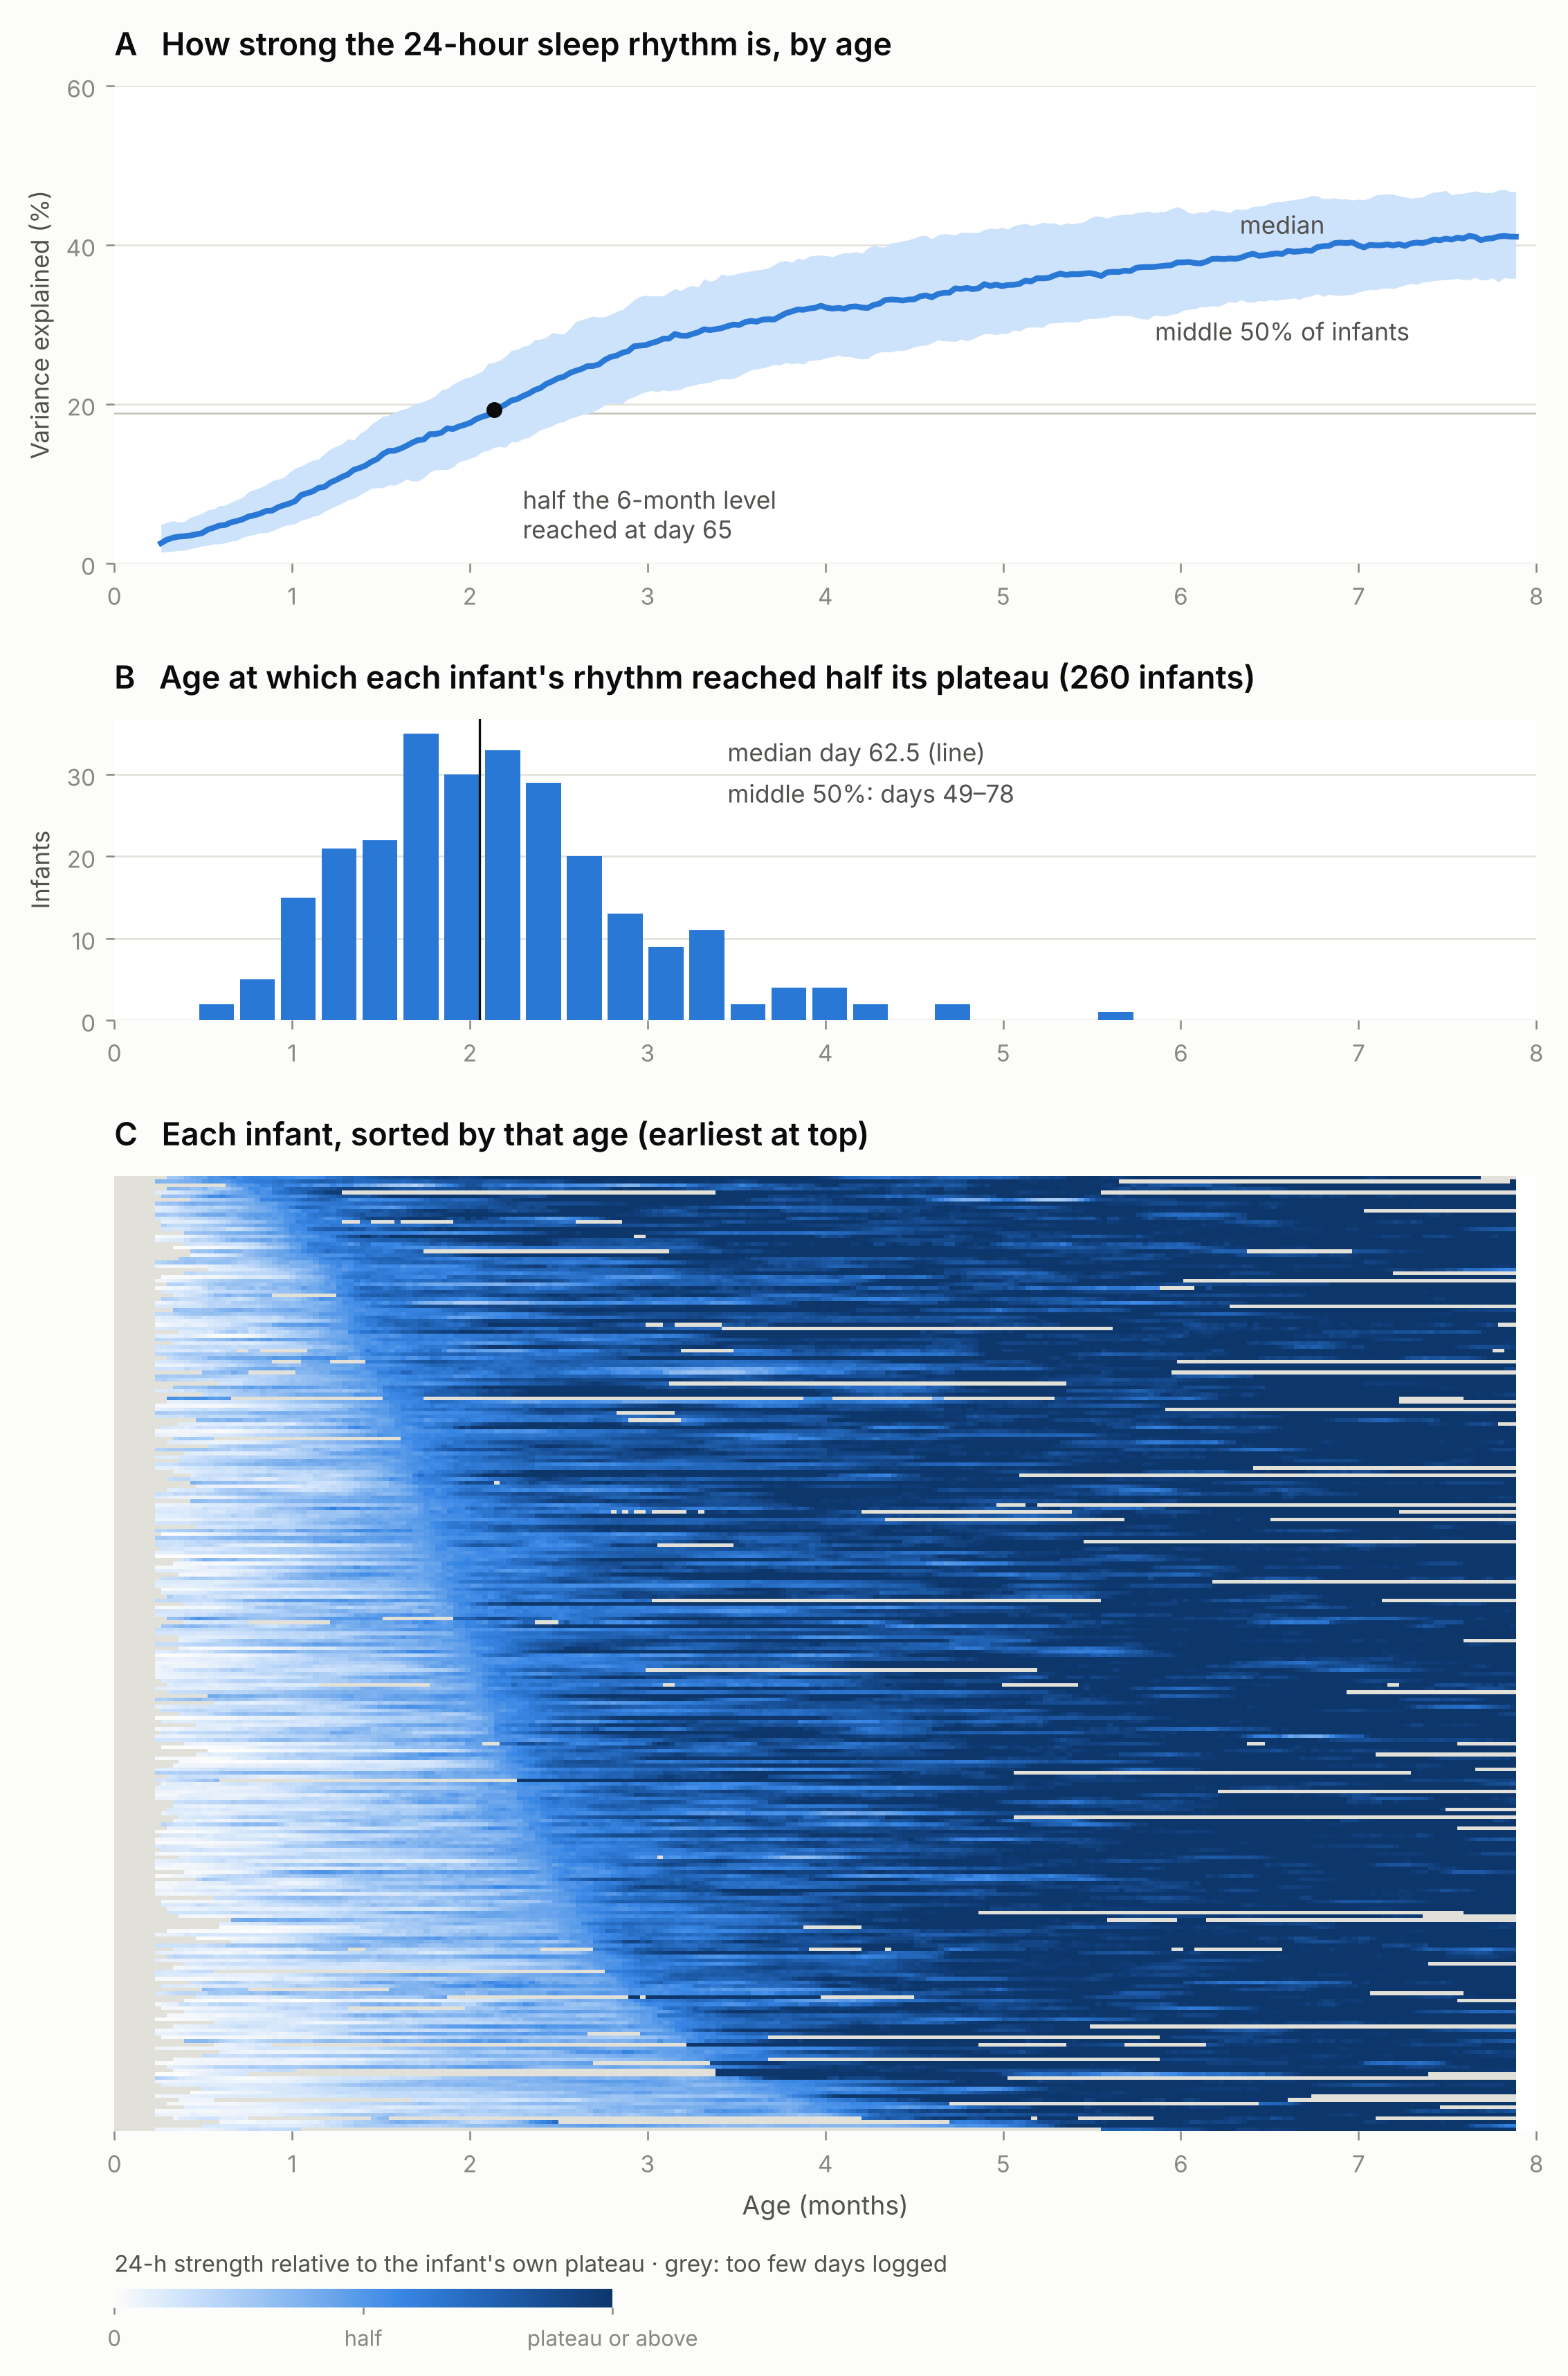 A How strong the 24-hour sleep rhythm is, by age
60
40
20
0
Variance explained (%)
median
middle 50% of infants
half the 6-month level
reached at day 65
0 1 2 3 4 5 6 7 8
B Age at which each infant's rhythm reached half its plateau (260 infants)
30
20
10
0
Infants
median day 62.5 (line)
middle 50%: days 49–78
0 1 2 3 4 5 6 7 8
C Each infant, sorted by that age (earliest at top)
0 1 2 3 4 5 6 7 8
Age (months)
24-h strength relative to the infant's own plateau · grey: too few days logged
0 half plateau or above